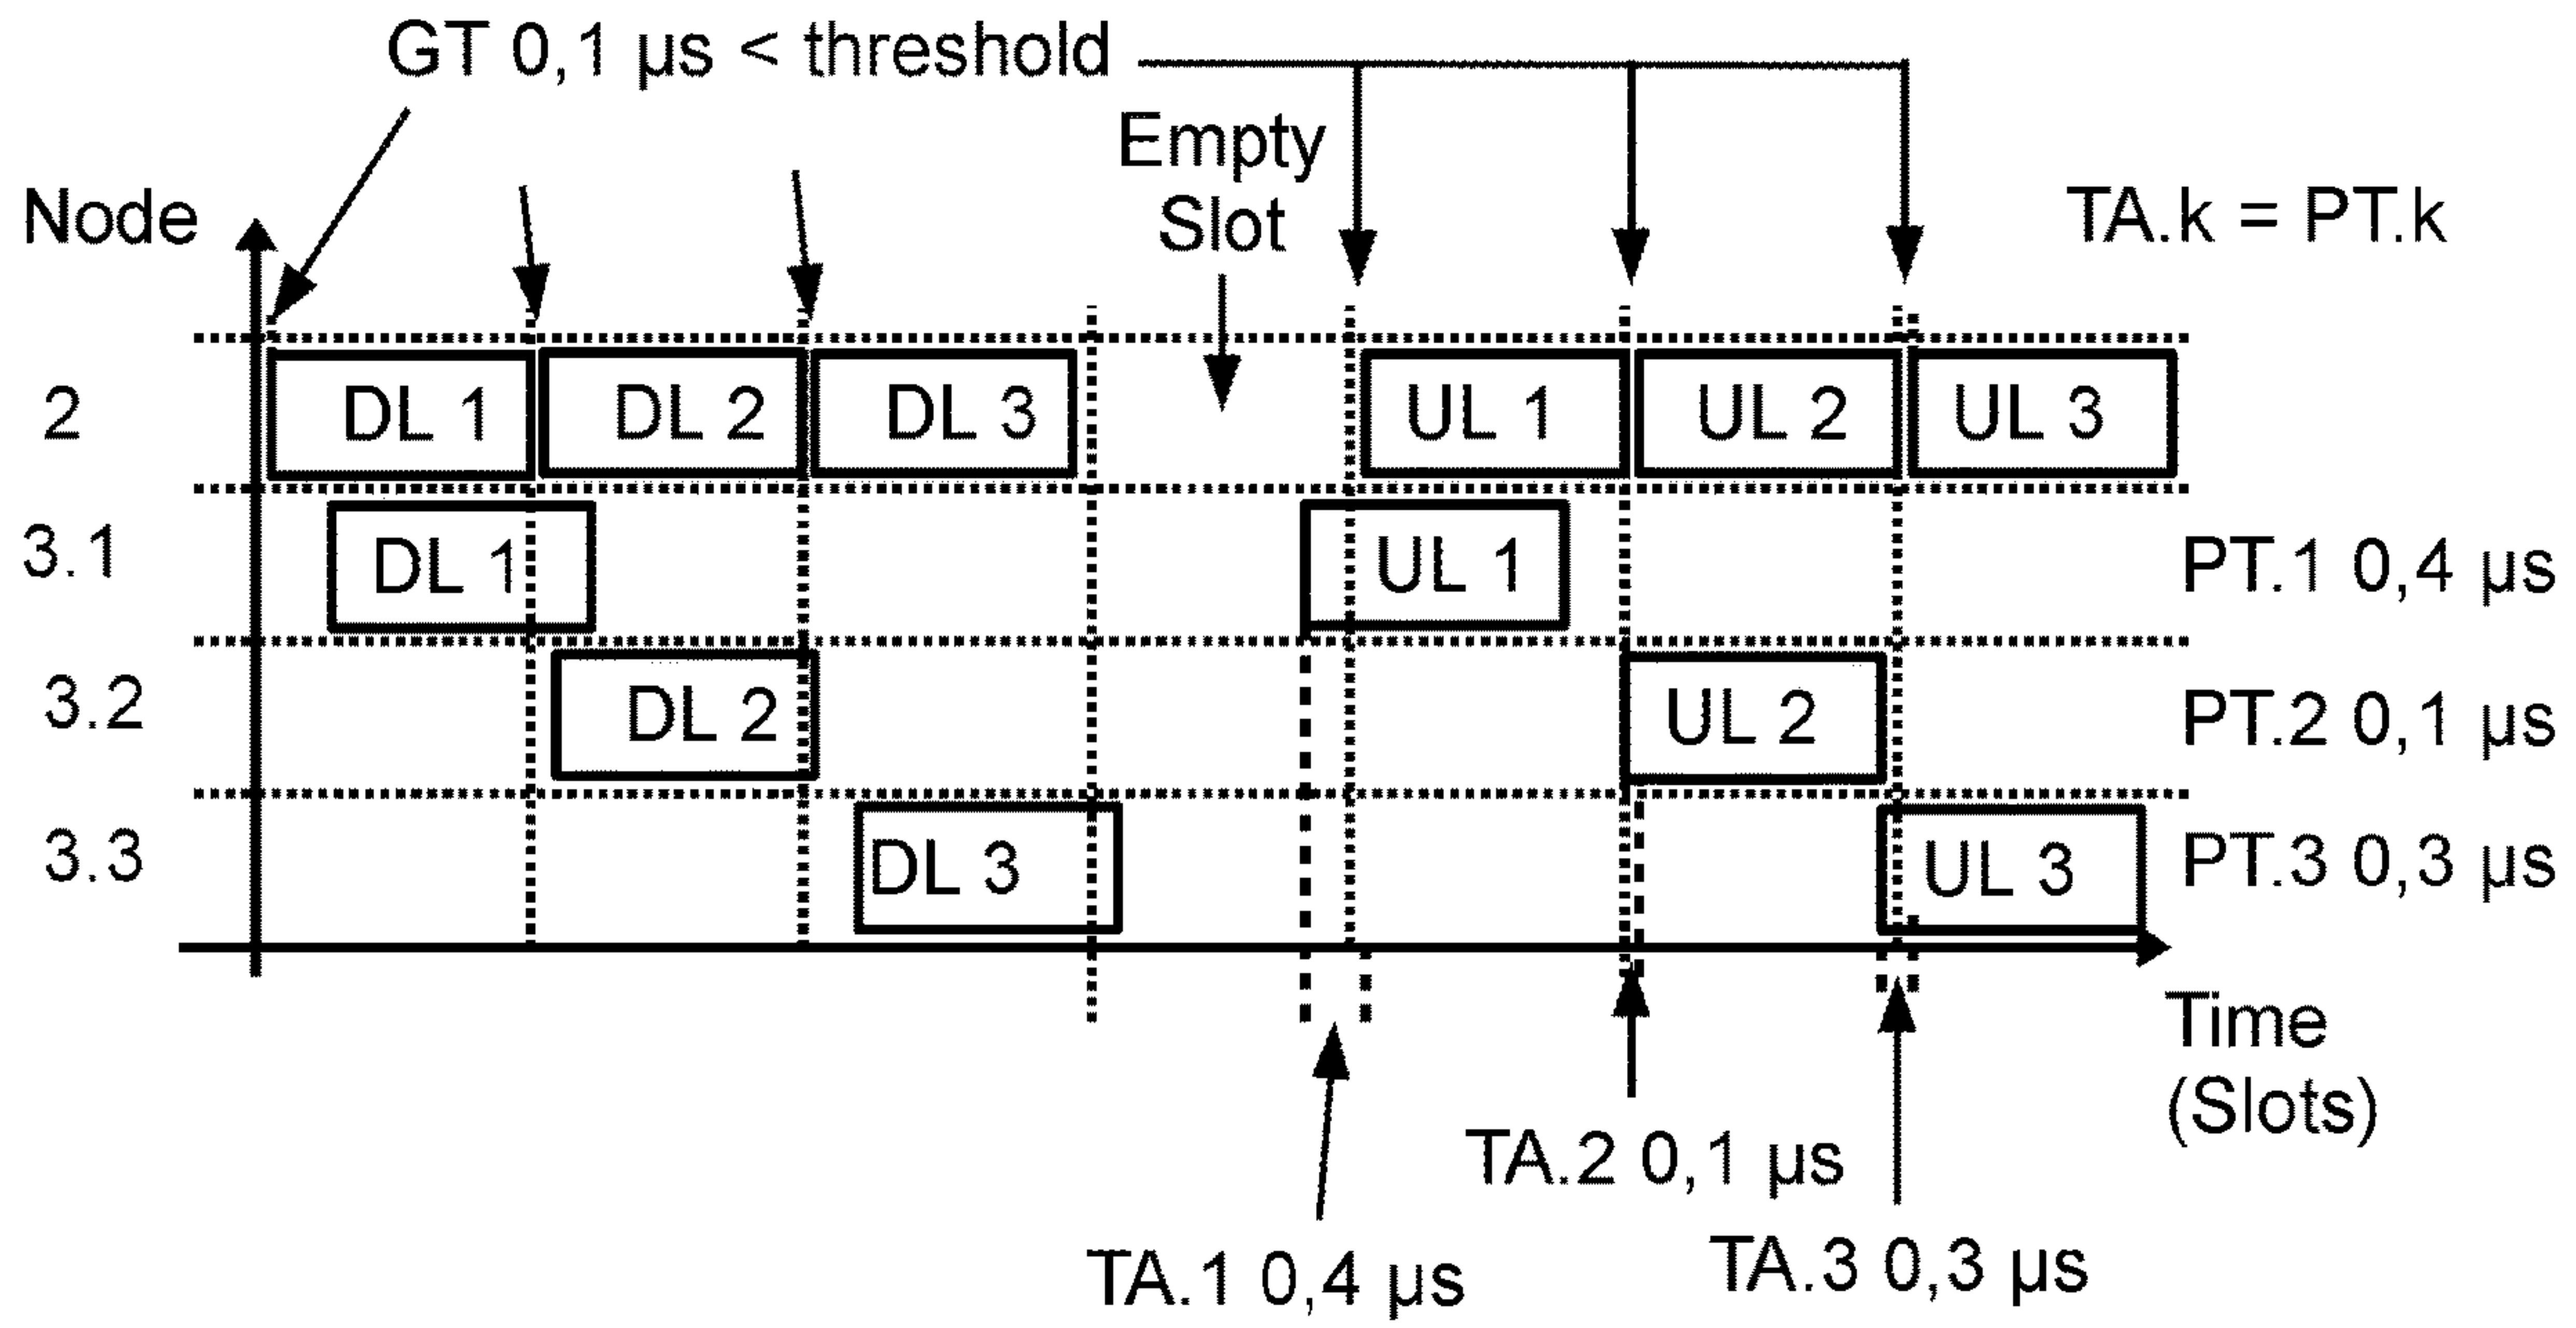 GT 0,1 µs < threshold
Empty
Slot
Node
TA.k = PT.k
2
DL 1
DL 2
DL 3
UL 1
UL 2
UL 3
3.1
DL 1
UL 1
PT.1 0,4 µs
3.2
DL 2
UL 2
PT.2 0,1 µs
3.3
DL 3
UL 3
PT.3 0,3 µs
Time
(Slots)
TA.2 0,1 µs
TA.1 0,4 µs
TA.3 0,3 µs